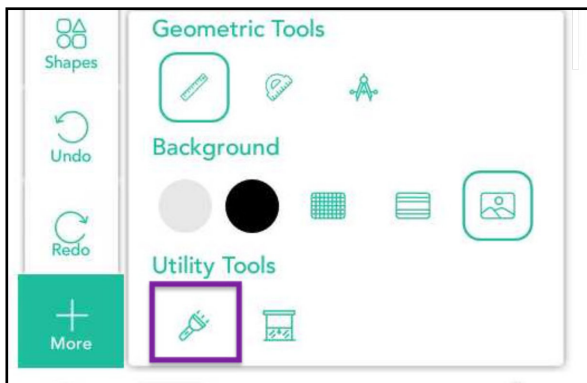 Shapes
Undo
Redo
More
Geometric Tools
Background
Utility Tools